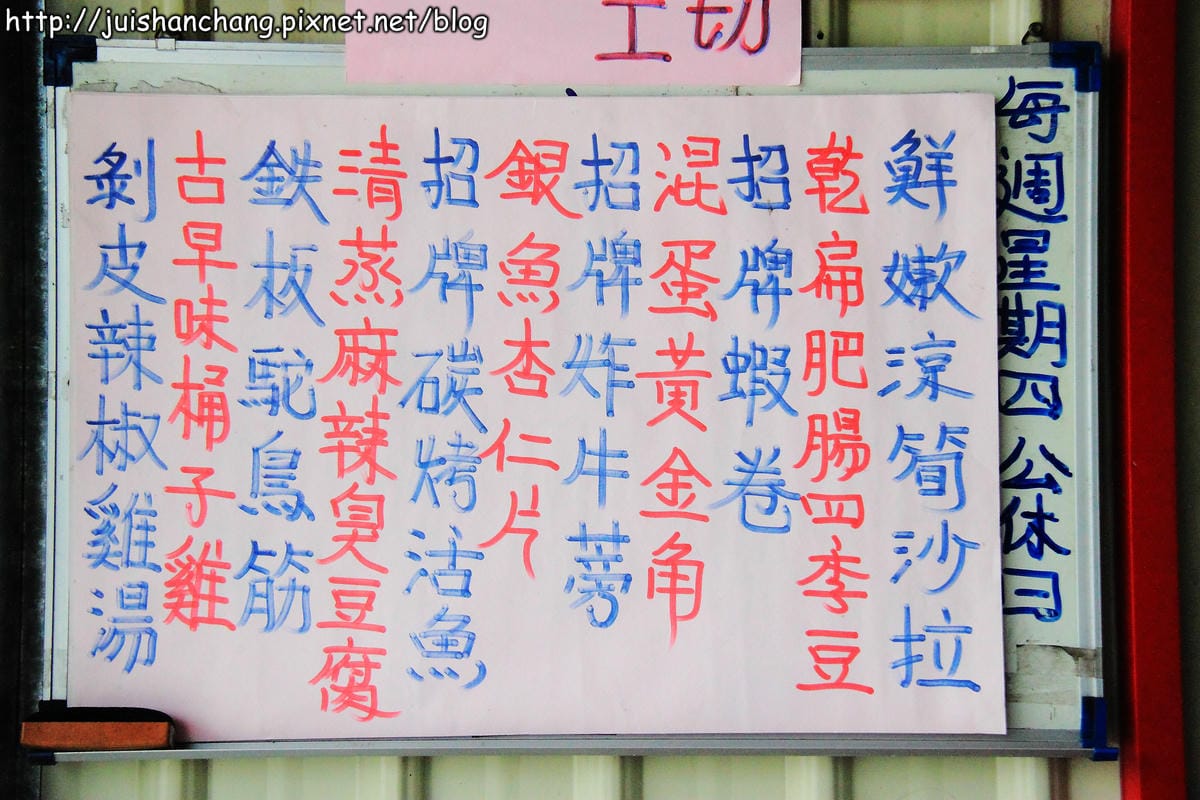 http://juishanchang.pixnet.net/blog
工切
每週星期四公休日
鮮嫩涼筍沙拉
乾扁肥腸四季豆
招牌蝦卷
混蛋黃金角
招牌炸牛蒡
銀魚杏仁片
招牌碳烤活魚
清蒸麻辣臭豆腐
鉄板駝鳥筋
古早味桶子雞
剝皮辣椒雞湯